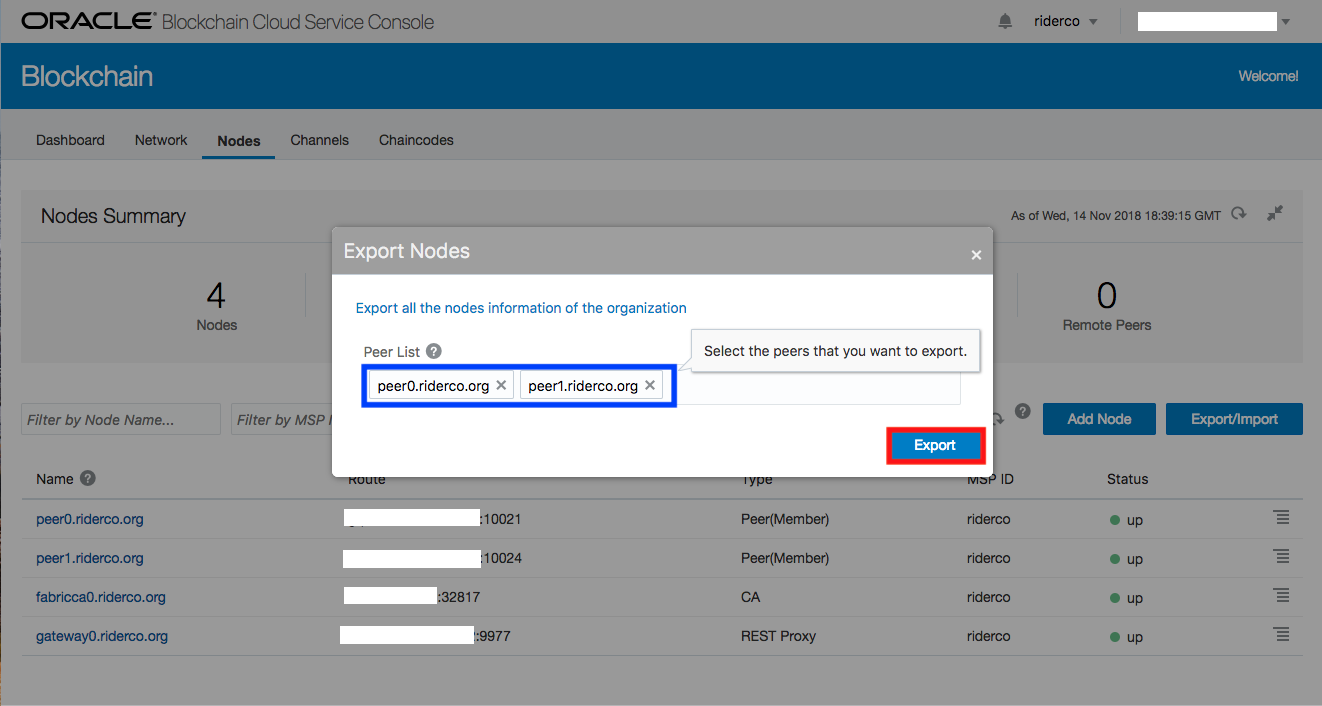 ORACLE® Blockchain Cloud Service Console
riderco
Blockchain
Welcome!
Dashboard
Network
Nodes
Channels
Chaincodes
Nodes Summary
As of Wed, 14 Nov 2018 18:39:15 GMT
4
Nodes
0
Remote Peers
Export Nodes
×
Export all the nodes information of the organization
Peer List ?
Select the peers that you want to export.
peer0.riderco.org ×
peer1.riderco.org ×
Export
Filter by Node Name...
Filter by MSP
?
Add Node
Export/Import
Name ? Route Type MSP ID Status
peer0.riderco.org :10021 Peer(Member) riderco up
peer1.riderco.org :10024 Peer(Member) riderco up
fabricca0.riderco.org :32817 CA riderco up
gateway0.riderco.org :9977 REST Proxy riderco up